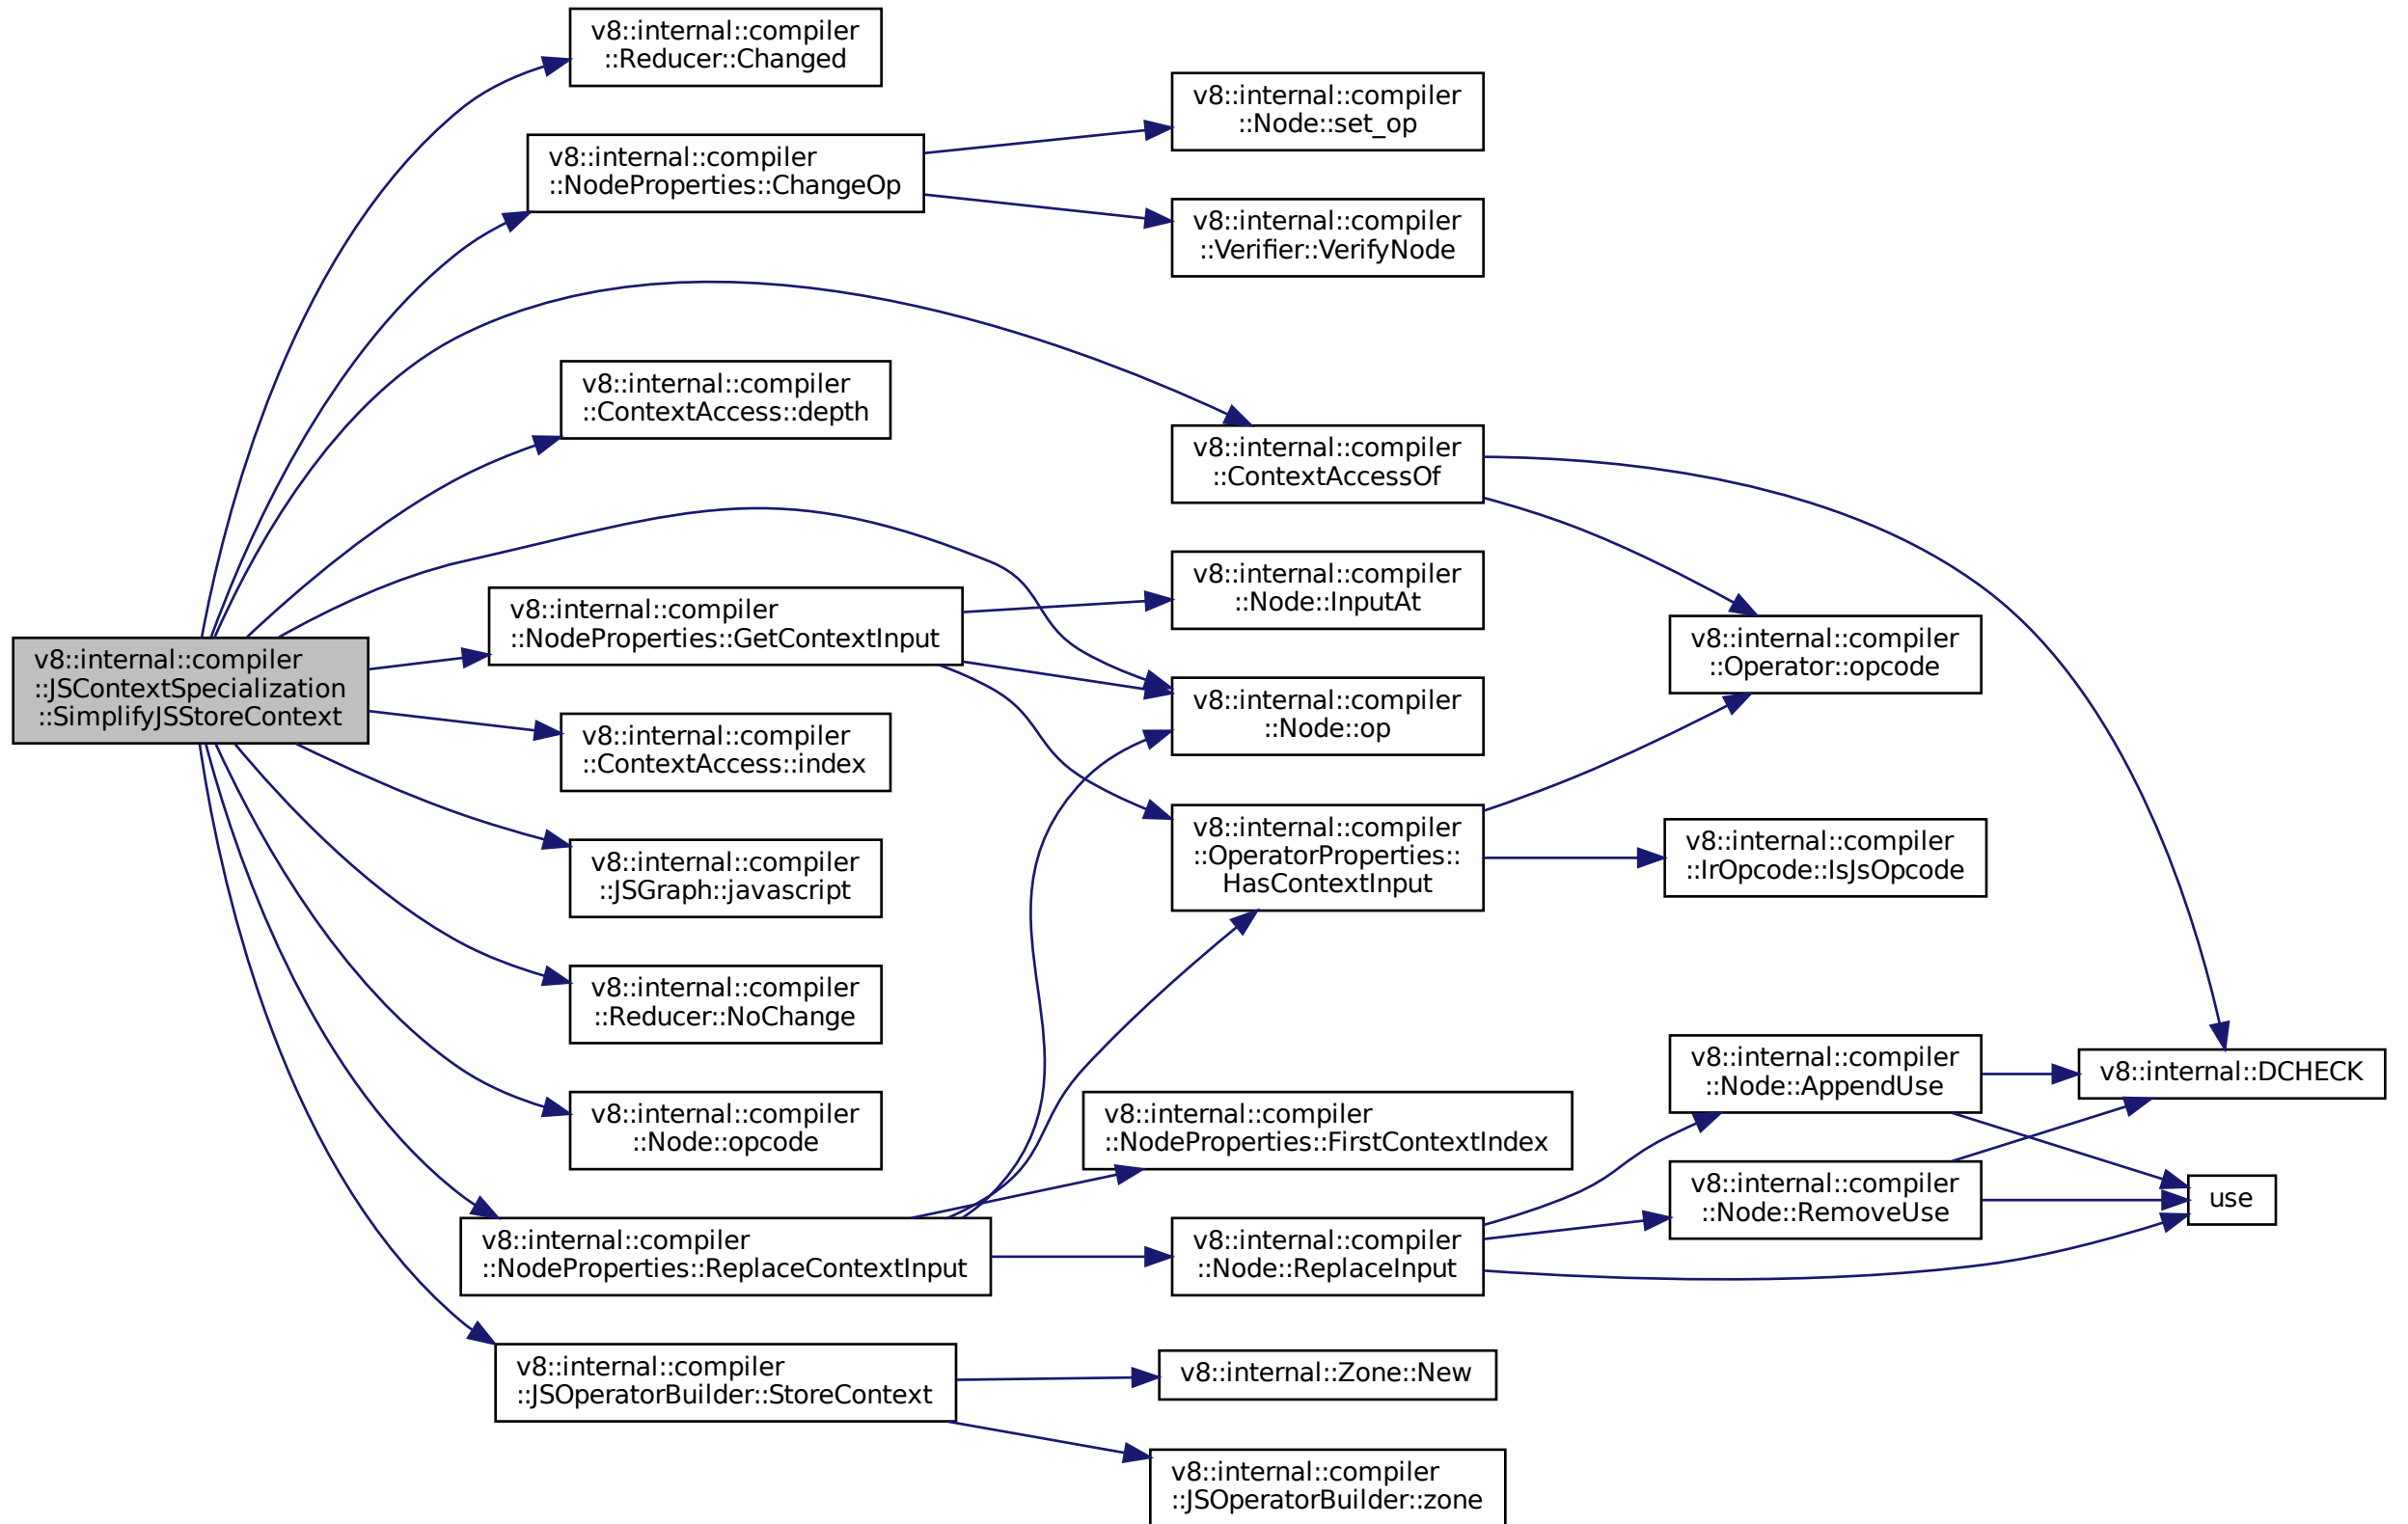 v8::internal::compiler
::JSContextSpecialization
::SimplifyJSStoreContext
v8::internal::compiler
::Reducer::Changed
v8::internal::compiler
::NodeProperties::ChangeOp
v8::internal::compiler
::ContextAccess::depth
v8::internal::compiler
::NodeProperties::GetContextInput
v8::internal::compiler
::ContextAccess::index
v8::internal::compiler
::JSGraph::javascript
v8::internal::compiler
::Reducer::NoChange
v8::internal::compiler
::Node::opcode
v8::internal::compiler
::NodeProperties::ReplaceContextInput
v8::internal::compiler
::JSOperatorBuilder::StoreContext
v8::internal::compiler
::Node::set_op
v8::internal::compiler
::Verifier::VerifyNode
v8::internal::compiler
::ContextAccessOf
v8::internal::compiler
::Node::InputAt
v8::internal::compiler
::Node::op
v8::internal::compiler
::OperatorProperties::
HasContextInput
v8::internal::compiler
::NodeProperties::FirstContextIndex
v8::internal::compiler
::Node::ReplaceInput
v8::internal::Zone::New
v8::internal::compiler
::JSOperatorBuilder::zone
v8::internal::compiler
::Operator::opcode
v8::internal::compiler
::IrOpcode::IsJsOpcode
v8::internal::compiler
::Node::AppendUse
v8::internal::compiler
::Node::RemoveUse
v8::internal::DCHECK
use